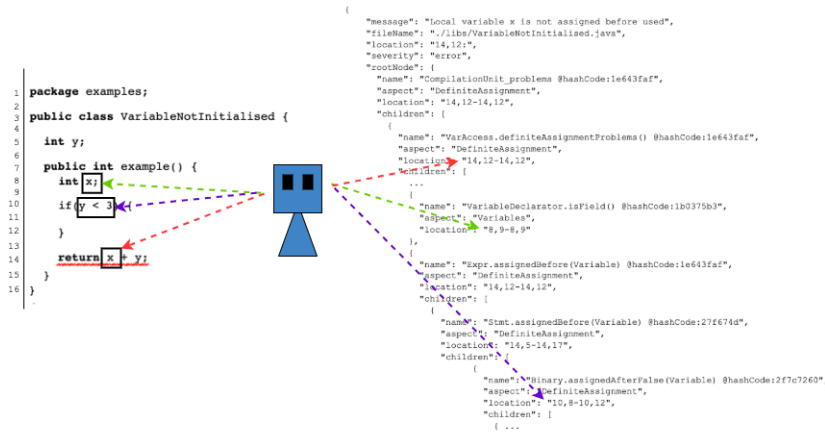 1 package examples;
2
3 public class VariableNotInitialised {
4
5 int y;
6
7 public int example() {
8 int x;
9
10 if(y < 3) {
11
12 }
13
14 return x + y;
15 }
16 }
{
"message": "Local variable x is not assigned before used",
"fileName": "./libs/VariableNotInitialised.java",
"location": "14,12:",
"severity": "error",
"rootNode": {
"name": "CompilationUnit_problems @hashCode:1e643faf",
"aspect": "DefiniteAssignment",
"location": "14,12-14,12",
"children": [
{
"name": "VarAccess.definiteAssignmentProblems() @hashCode:1e643faf",
"aspect": "DefiniteAssignment",
"location": "14,12-14,12",
"children": [
...
{
"name": "VariableDeclarator.isField() @hashCode:1b0375b3",
"aspect": "Variables",
"location": "8,9-8,9"
},
{
"name": "Expr.assignedBefore(Variable) @hashCode:1e643faf",
"aspect": "DefiniteAssignment",
"location": "14,12-14,12",
"children": [
{
"name": "Stmt.assignedBefore(Variable) @hashCode:27f674d",
"aspect": "DefiniteAssignment",
"location": "14,5-14,17",
"children": [
{
"name": "Binary.assignedAfterFalse(Variable) @hashCode:2f7c7260",
"aspect": "DefiniteAssignment",
"location": "10,8-10,12",
"children": [
{ ...